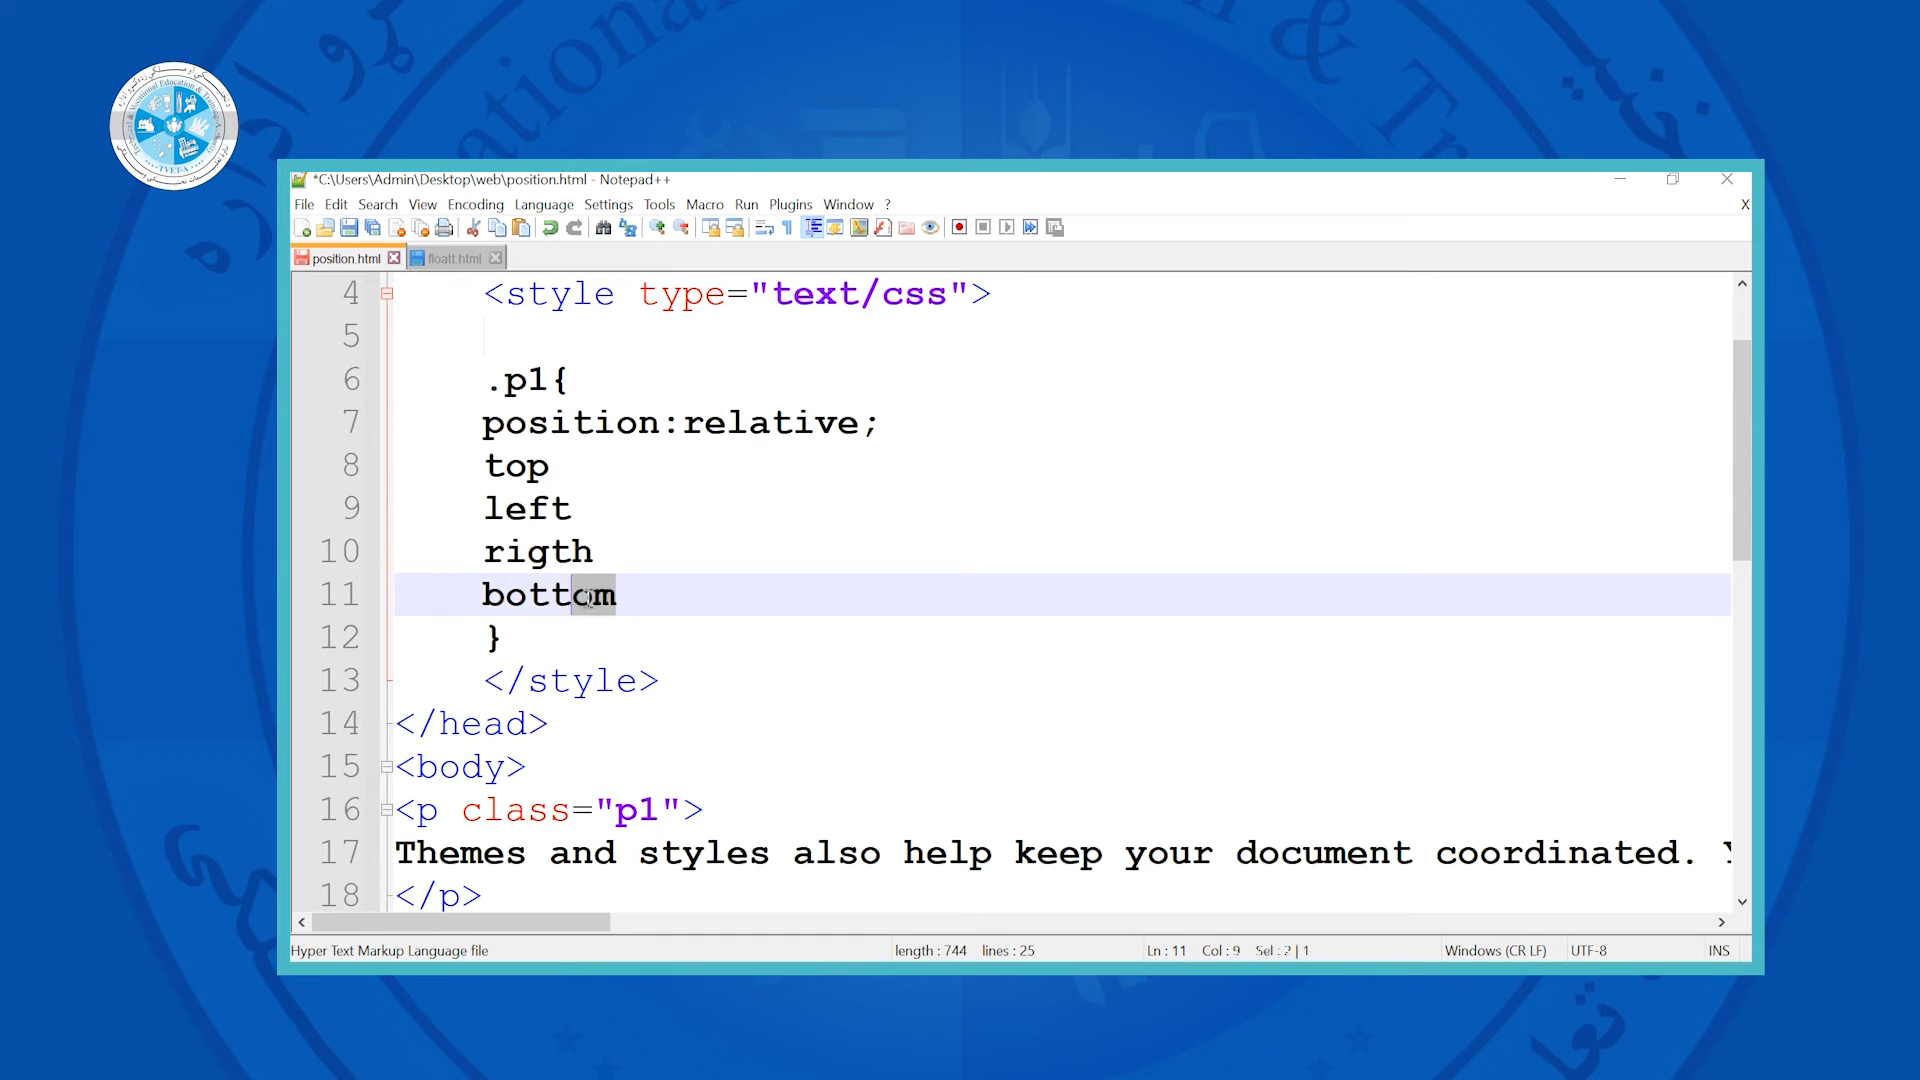 *C:\Users\Admin\Desktop\web\position.html - Notepad++
File Edit Search View Encoding Language Settings Tools Macro Run Plugins Window ? X
position.html floatt.html
4 <style type="text/css">
5
6 .p1{
7 position:relative;
8 top
9 left
10 rigth
11 bottom
12 }
13 </style>
14 </head>
15 <body>
16 <p class="p1">
17 Themes and styles also help keep your document coordinated.
18 </p>
Hyper Text Markup Language file length : 744 lines : 25 Ln : 11 Col : 9 Sel : 2 | 1 Windows (CR LF) UTF-8 INS
TVET-A